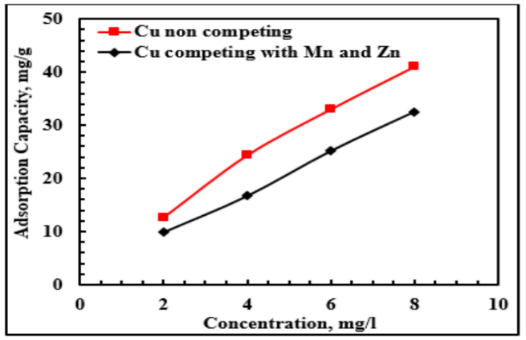 50
Cu non competing
Cu competing with Mn and Zn
40
30
20
10
0
Adsorption Capacity, mg/g
0 2 4 6 8 10
Concentration, mg/l